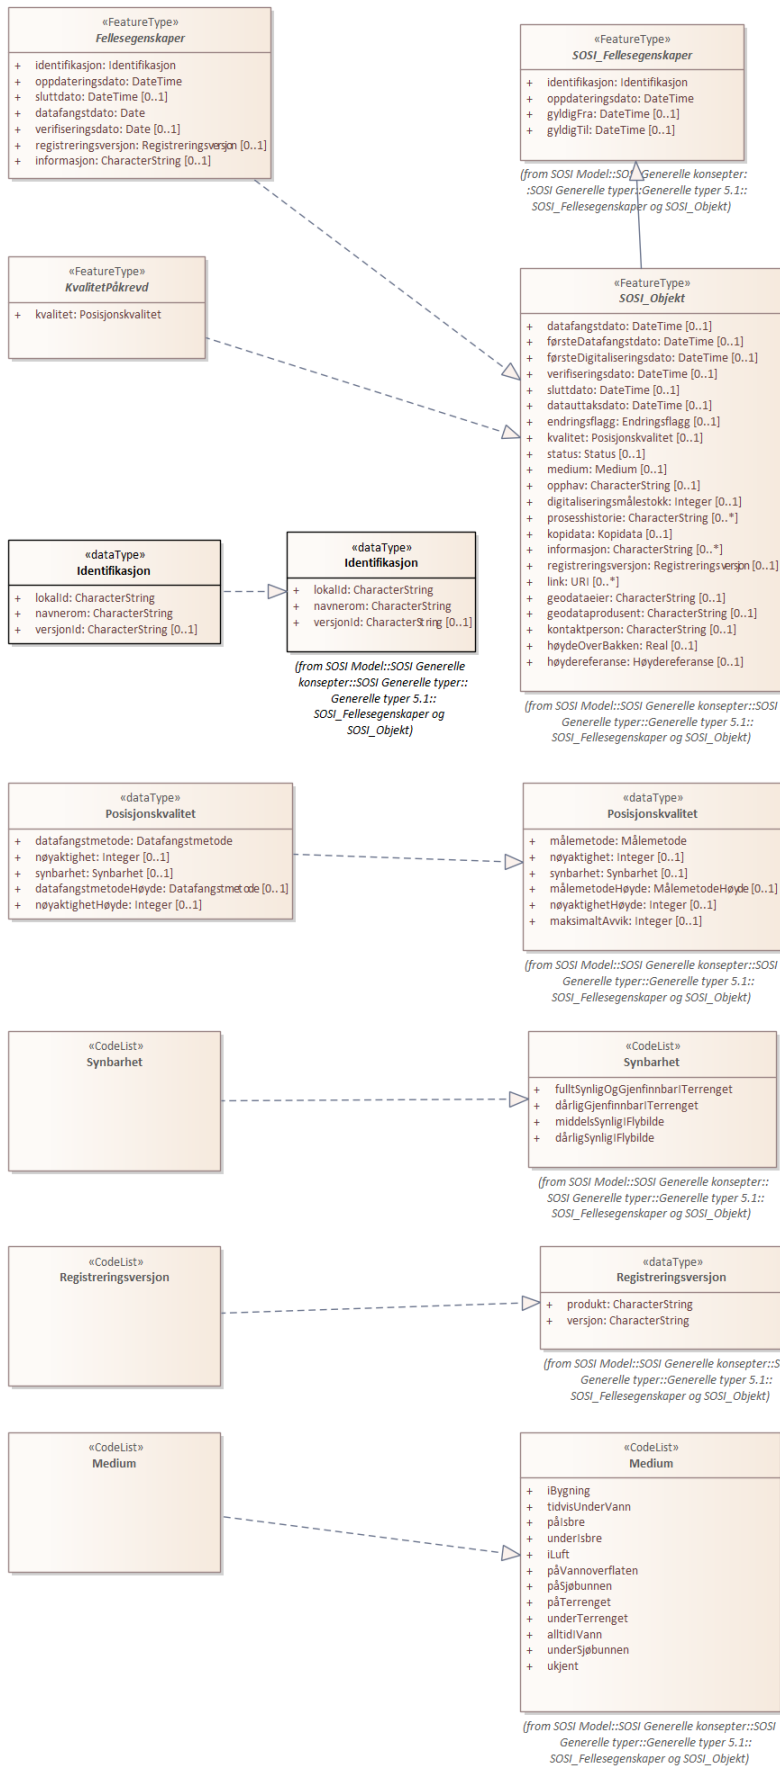 «FeatureType»
Fellesegenskaper
+ identifikasjon: Identifikasjon
+ oppdateringsdato: DateTime
+ sluttdato: DateTime [0..1]
+ datafangstdato: Date
+ verifiseringsdato: Date [0..1]
+ registreringsversjon: Registreringsversjon [0..1]
+ informasjon: CharacterString [0..1]
«FeatureType»
SOSI_Fellesegenskaper
+ identifikasjon: Identifikasjon
+ oppdateringsdato: DateTime
+ gyldigFra: DateTime [0..1]
+ gyldigTil: DateTime [0..1]
(from SOSI Model::SOSI Generelle konsepter:
:SOSI Generelle typer::Generelle typer 5.1::
SOSI_Fellesegenskaper og SOSI_Objekt)
«FeatureType»
KvalitetPåkrevd
+ kvalitet: Posisjonskvalitet
«FeatureType»
SOSI_Objekt
+ datafangstdato: DateTime [0..1]
+ førsteDatafangstdato: DateTime [0..1]
+ førsteDigitaliseringsdato: DateTime [0..1]
+ verifiseringsdato: DateTime [0..1]
+ sluttdato: DateTime [0..1]
+ datauttaksdato: DateTime [0..1]
+ endringsflagg: Endringsflagg [0..1]
+ kvalitet: Posisjonskvalitet [0..1]
+ status: Status [0..1]
+ medium: Medium [0..1]
+ opphav: CharacterString [0..1]
+ digitaliseringsmålestokk: Integer [0..1]
+ prosesshistorie: CharacterString [0..*]
+ kopidata: Kopidata [0..1]
+ informasjon: CharacterString [0..*]
+ registreringsversjon: Registreringsversjon [0..1]
+ link: URI [0..*]
+ geodataeier: CharacterString [0..1]
+ geodataprodusent: CharacterString [0..1]
+ kontaktperson: CharacterString [0..1]
+ høydeOverBakken: Real [0..1]
+ høydereferanse: Høydereferanse [0..1]
(from SOSI Model::SOSI Generelle konsepter::SOSI
Generelle typer::Generelle typer 5.1::
SOSI_Fellesegenskaper og SOSI_Objekt)
«dataType»
Identifikasjon
+ lokalId: CharacterString
+ navnerom: CharacterString
+ versjonId: CharacterString [0..1]
«dataType»
Identifikasjon
+ lokalId: CharacterString
+ navnerom: CharacterString
+ versjonId: CharacterString [0..1]
(from SOSI Model::SOSI Generelle
konsepter::SOSI Generelle typer::
Generelle typer 5.1::
SOSI_Fellesegenskaper og
SOSI_Objekt)
«dataType»
Posisjonskvalitet
+ datafangstmetode: Datafangstmetode
+ nøyaktighet: Integer [0..1]
+ synbarhet: Synbarhet [0..1]
+ datafangstmetodeHøyde: Datafangstmetode [0..1]
+ nøyaktighetHøyde: Integer [0..1]
«dataType»
Posisjonskvalitet
+ målemetode: Målemetode
+ nøyaktighet: Integer [0..1]
+ synbarhet: Synbarhet [0..1]
+ målemetodeHøyde: MålemetodeHøyde [0..1]
+ nøyaktighetHøyde: Integer [0..1]
+ maksimaltAvvik: Integer [0..1]
(from SOSI Model::SOSI Generelle konsepter::SOSI
Generelle typer::Generelle typer 5.1::
SOSI_Fellesegenskaper og SOSI_Objekt)
«CodeList»
Synbarhet
«CodeList»
Synbarhet
+ fulltSynligOgGjenfinnbarITerrenget
+ dårligGjenfinnbarITerrenget
+ middelsSynligIFlybilde
+ dårligSynligIFlybilde
(from SOSI Model::SOSI Generelle konsepter::
SOSI Generelle typer::Generelle typer 5.1::
SOSI_Fellesegenskaper og SOSI_Objekt)
«CodeList»
Registreringsversjon
«dataType»
Registreringsversjon
+ produkt: CharacterString
+ versjon: CharacterString
(from SOSI Model::SOSI Generelle konsepter::S
Generelle typer::Generelle typer 5.1::
SOSI_Fellesegenskaper og SOSI_Objekt)
«CodeList»
Medium
«CodeList»
Medium
+ iBygning
+ tidvisUnderVann
+ påIsbre
+ underIsbre
+ iLuft
+ påVannoverflaten
+ påSjøbunnen
+ påTerrenget
+ underTerrenget
+ alltidIVann
+ underSjøbunnen
+ ukjent
(from SOSI Model::SOSI Generelle konsepter::SOSI
Generelle typer::Generelle typer 5.1::
SOSI_Fellesegenskaper og SOSI_Objekt)